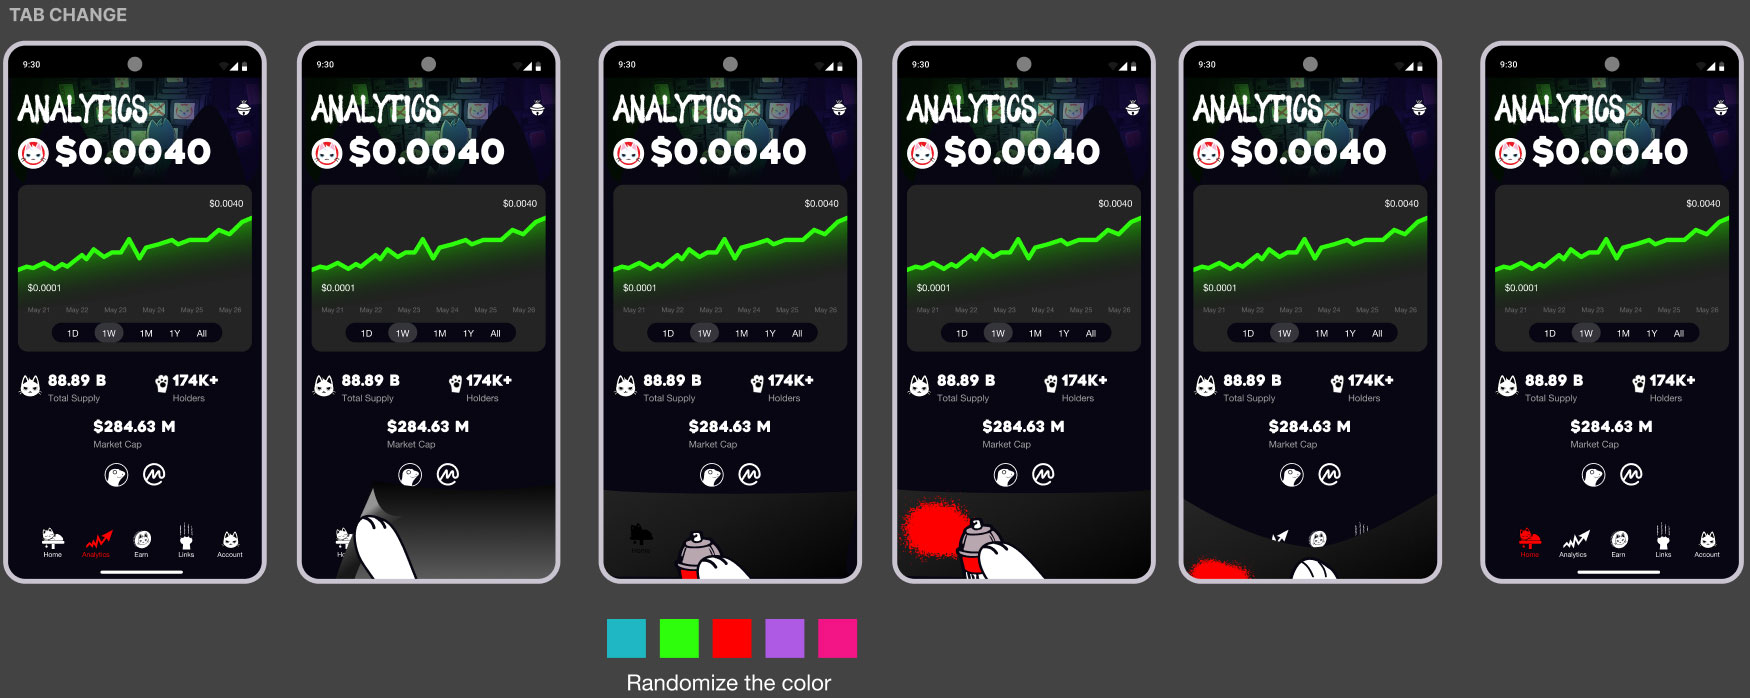 TAB CHANGE
9:30
ANALYTICS
$0.0040
$0.0040
$0.0001
May 21 May 22 May 23 May 24 May 25 May 26
1D 1W 1M 1Y All
88.89 B 174K+
Total Supply Holders
$284.63 M
Market Cap
Home Analytics Earn Links Account
9:30
ANALYTICS
$0.0040
$0.0040
$0.0001
May 21 May 22 May 23 May 24 May 25 May 26
1D 1W 1M 1Y All
88.89 B 174K+
Total Supply Holders
$284.63 M
Market Cap
9:30
ANALYTICS
$0.0040
$0.0040
$0.0001
May 21 May 22 May 23 May 24 May 25 May 26
1D 1W 1M 1Y All
88.89 B 174K+
Total Supply Holders
$284.63 M
Market Cap
Home
9:30
ANALYTICS
$0.0040
$0.0040
$0.0001
May 21 May 22 May 23 May 24 May 25 May 26
1D 1W 1M 1Y All
88.89 B 174K+
Total Supply Holders
$284.63 M
Market Cap
9:30
ANALYTICS
$0.0040
$0.0040
$0.0001
May 21 May 22 May 23 May 24 May 25 May 26
1D 1W 1M 1Y All
88.89 B 174K+
Total Supply Holders
$284.63 M
Market Cap
9:30
ANALYTICS
$0.0040
$0.0040
$0.0001
May 21 May 22 May 23 May 24 May 25 May 26
1D 1W 1M 1Y All
88.89 B 174K+
Total Supply Holders
$284.63 M
Market Cap
Home Analytics Earn Links Account
Randomize the color